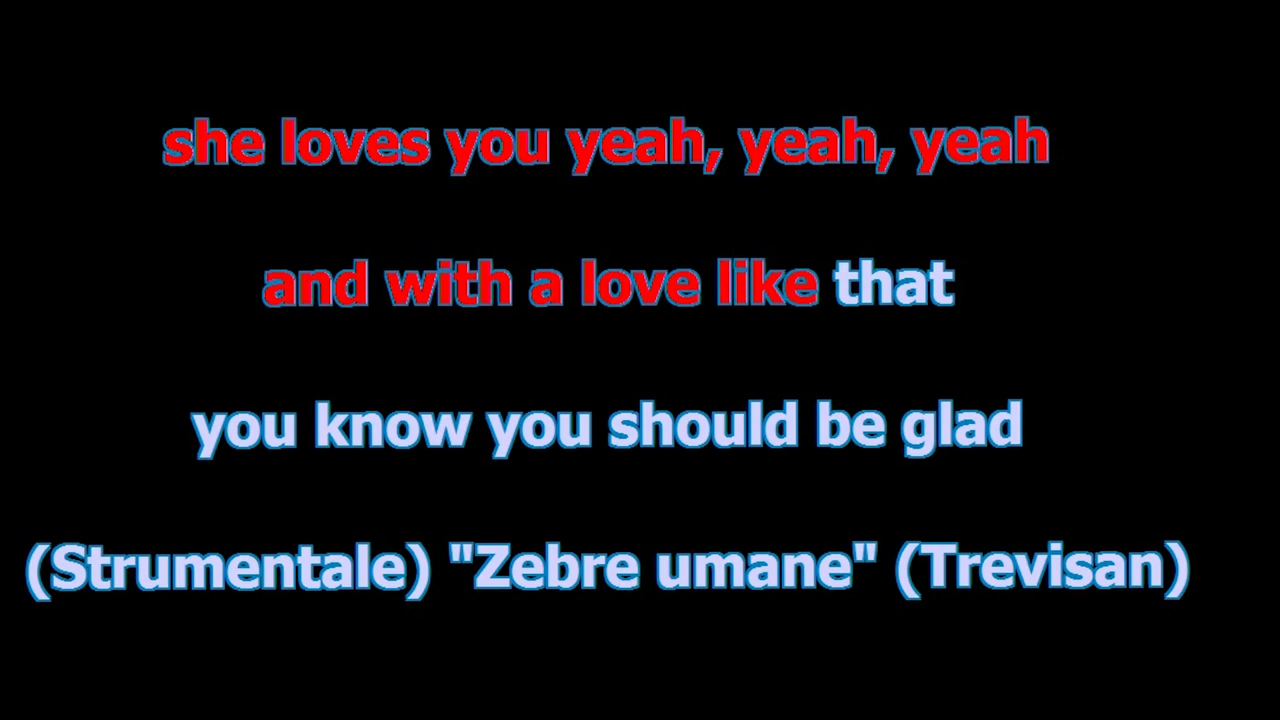 she loves you yeah, yeah, yeah
and with a love like that
you know you should be glad
(Strumentale) "Zebre umane" (Trevisan)